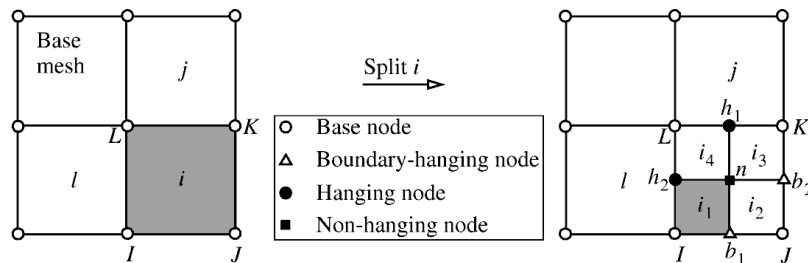 Base
mesh
j
L
K
l
i
I
J
Split i
Base node
Boundary-hanging node
Hanging node
Non-hanging node
j
h1
L
K
i4
i3
l
h2
n
b2
i1
i2
I
b1
J